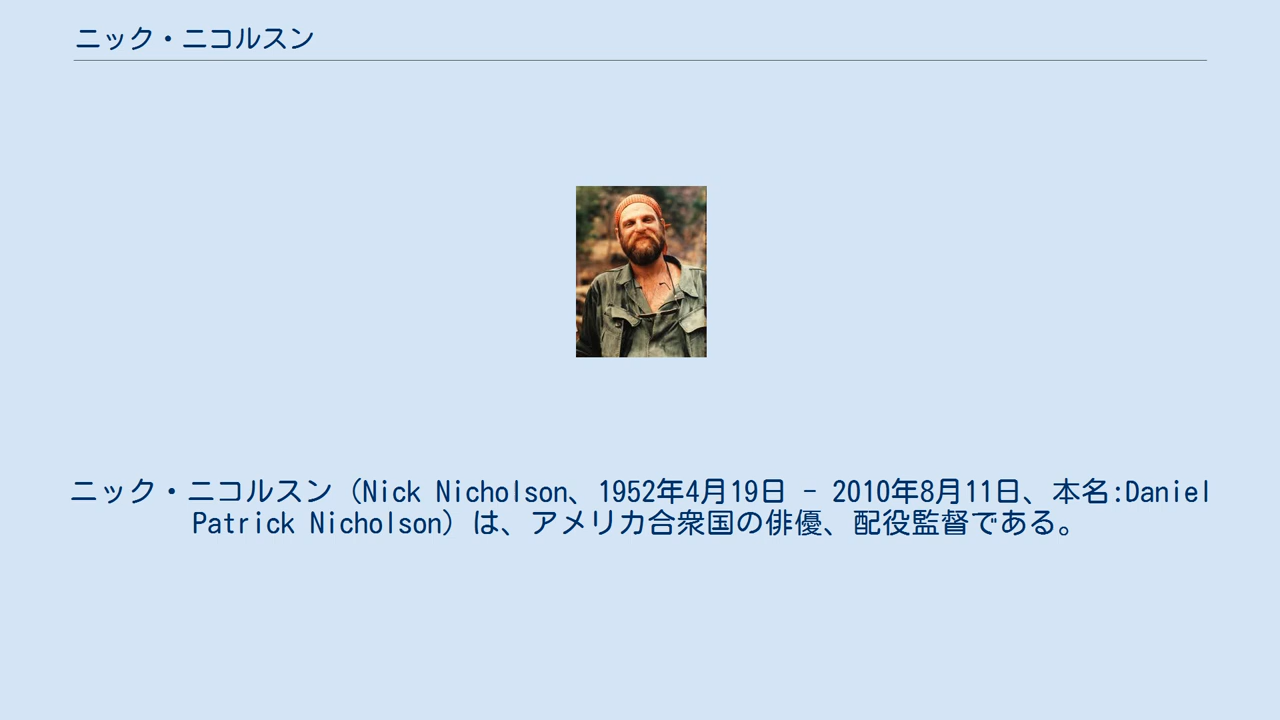 ニック・ニコルスン
ニック・ニコルスン（Nick Nicholson、1952年4月19日 - 2010年8月11日、本名:Daniel
Patrick Nicholson）は、アメリカ合衆国の俳優、配役監督である。